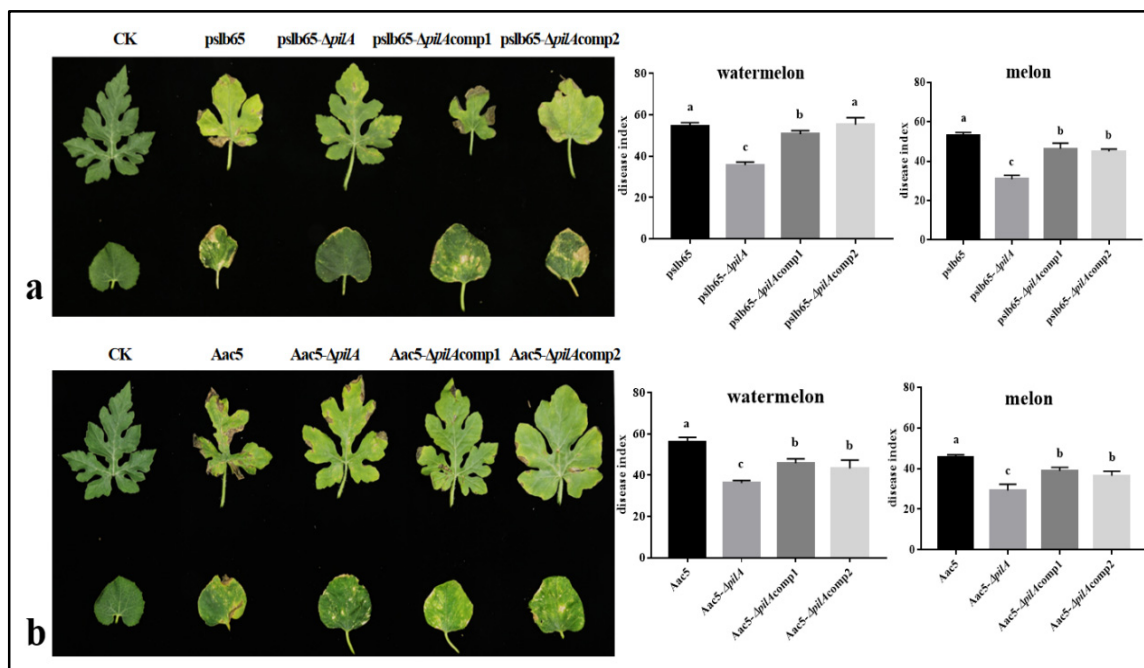 CK pslb65 pslb65-ΔpilA pslb65-ΔpilAcomp1 pslb65-ΔpilAcomp2
a
watermelon
disease index
80
60
40
20
0
a
c
b
a
pslb65
pslb65-ΔpilA
pslb65-ΔpilAcomp1
pslb65-ΔpilAcomp2
melon
disease index
80
60
40
20
0
a
c
b
b
pslb65
pslb65-ΔpilA
pslb65-ΔpilAcomp1
pslb65-ΔpilAcomp2
CK Aac5 Aac5-ΔpilA Aac5-ΔpilAcomp1 Aac5-ΔpilAcomp2
b
watermelon
disease index
80
60
40
20
0
a
c
b
b
Aac5
Aac5-ΔpilA
Aac5-ΔpilAcomp1
Aac5-ΔpilAcomp2
melon
disease index
80
60
40
20
0
a
c
b
b
Aac5
Aac5-ΔpilA
Aac5-ΔpilAcomp1
Aac5-ΔpilAcomp2